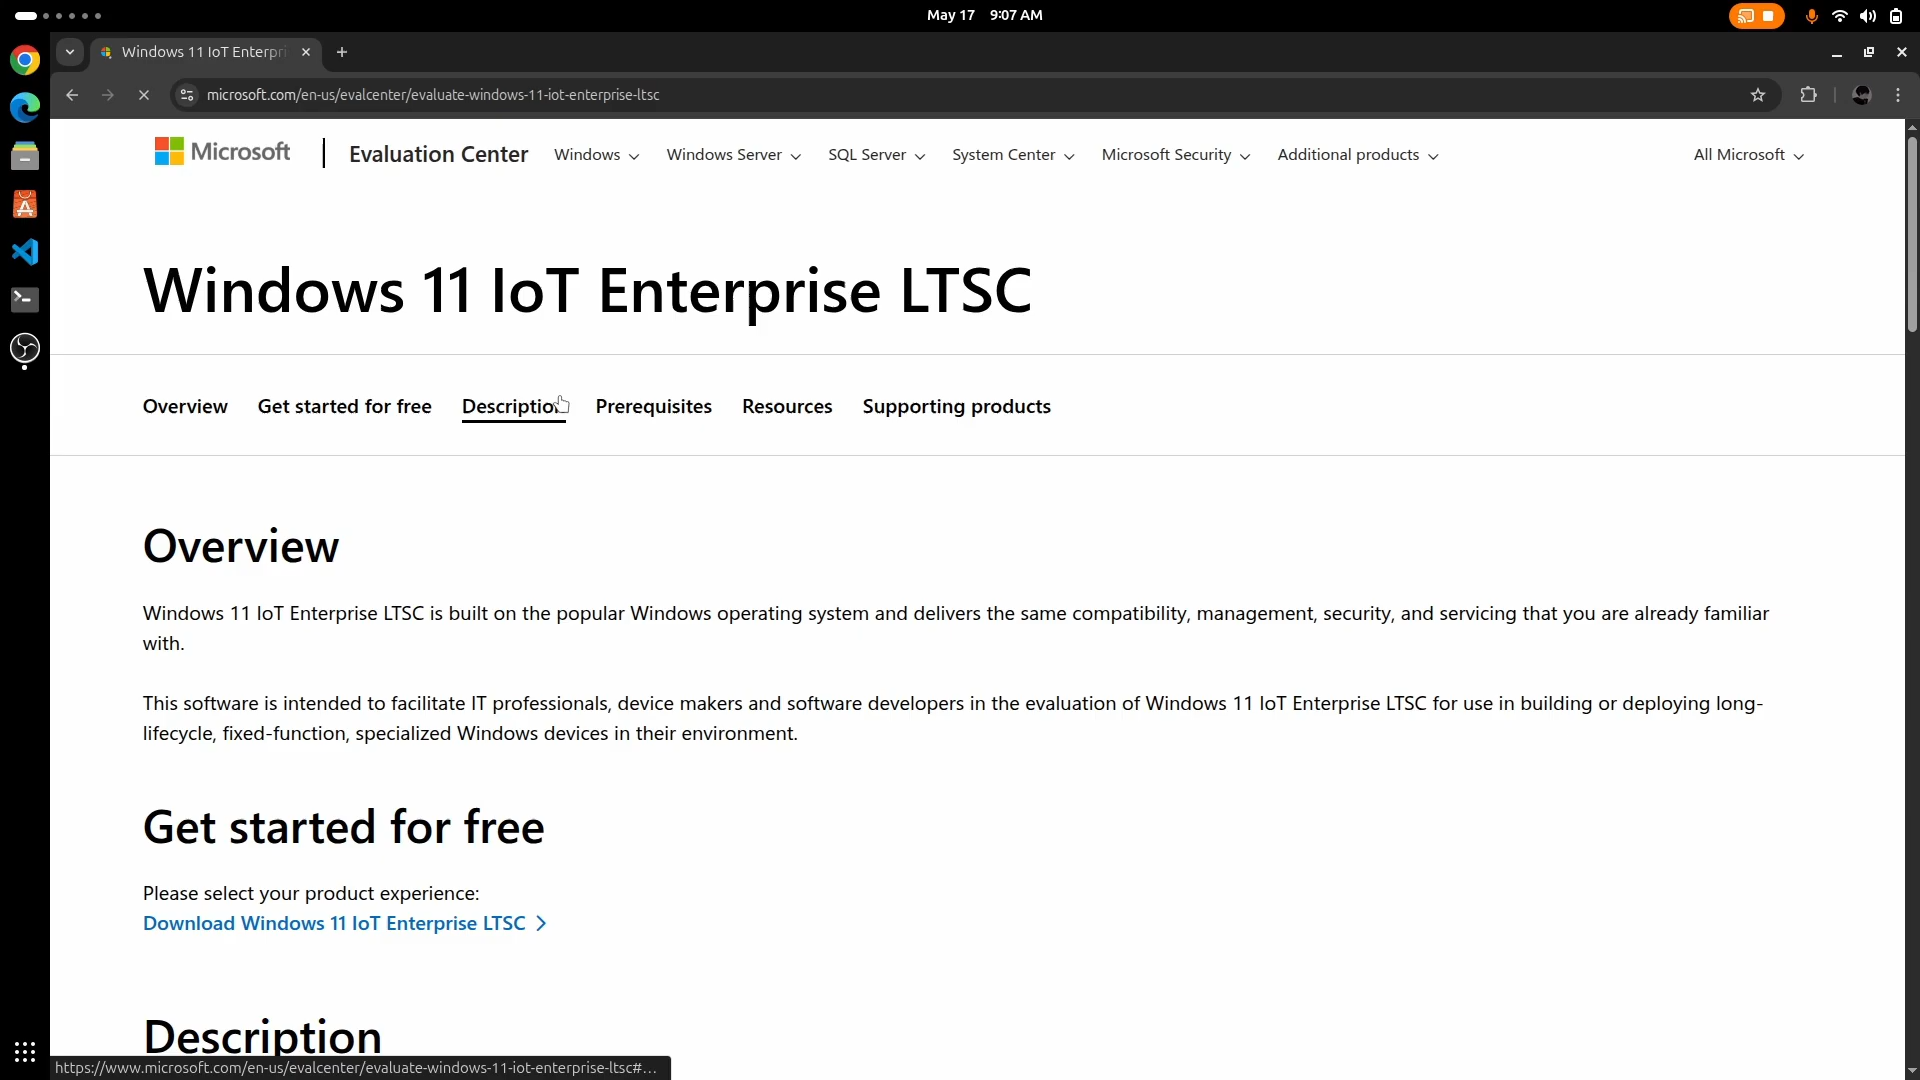 May 17 9:07 AM
Windows 11 IoT Enterpri
microsoft.com/en-us/evalcenter/evaluate-windows-11-iot-enterprise-ltsc
Microsoft
Evaluation Center
Windows
Windows Server
SQL Server
System Center
Microsoft Security
Additional products
All Microsoft
Windows 11 IoT Enterprise LTSC
Overview
Get started for free
Description
Prerequisites
Resources
Supporting products
Overview
Windows 11 IoT Enterprise LTSC is built on the popular Windows operating system and delivers the same compatibility, management, security, and servicing that you are already familiar
with.
This software is intended to facilitate IT professionals, device makers and software developers in the evaluation of Windows 11 IoT Enterprise LTSC for use in building or deploying long-
lifecycle, fixed-function, specialized Windows devices in their environment.
Get started for free
Please select your product experience:
Download Windows 11 IoT Enterprise LTSC
Description
https://www.microsoft.com/en-us/evalcenter/evaluate-windows-11-iot-enterprise-ltsc#...